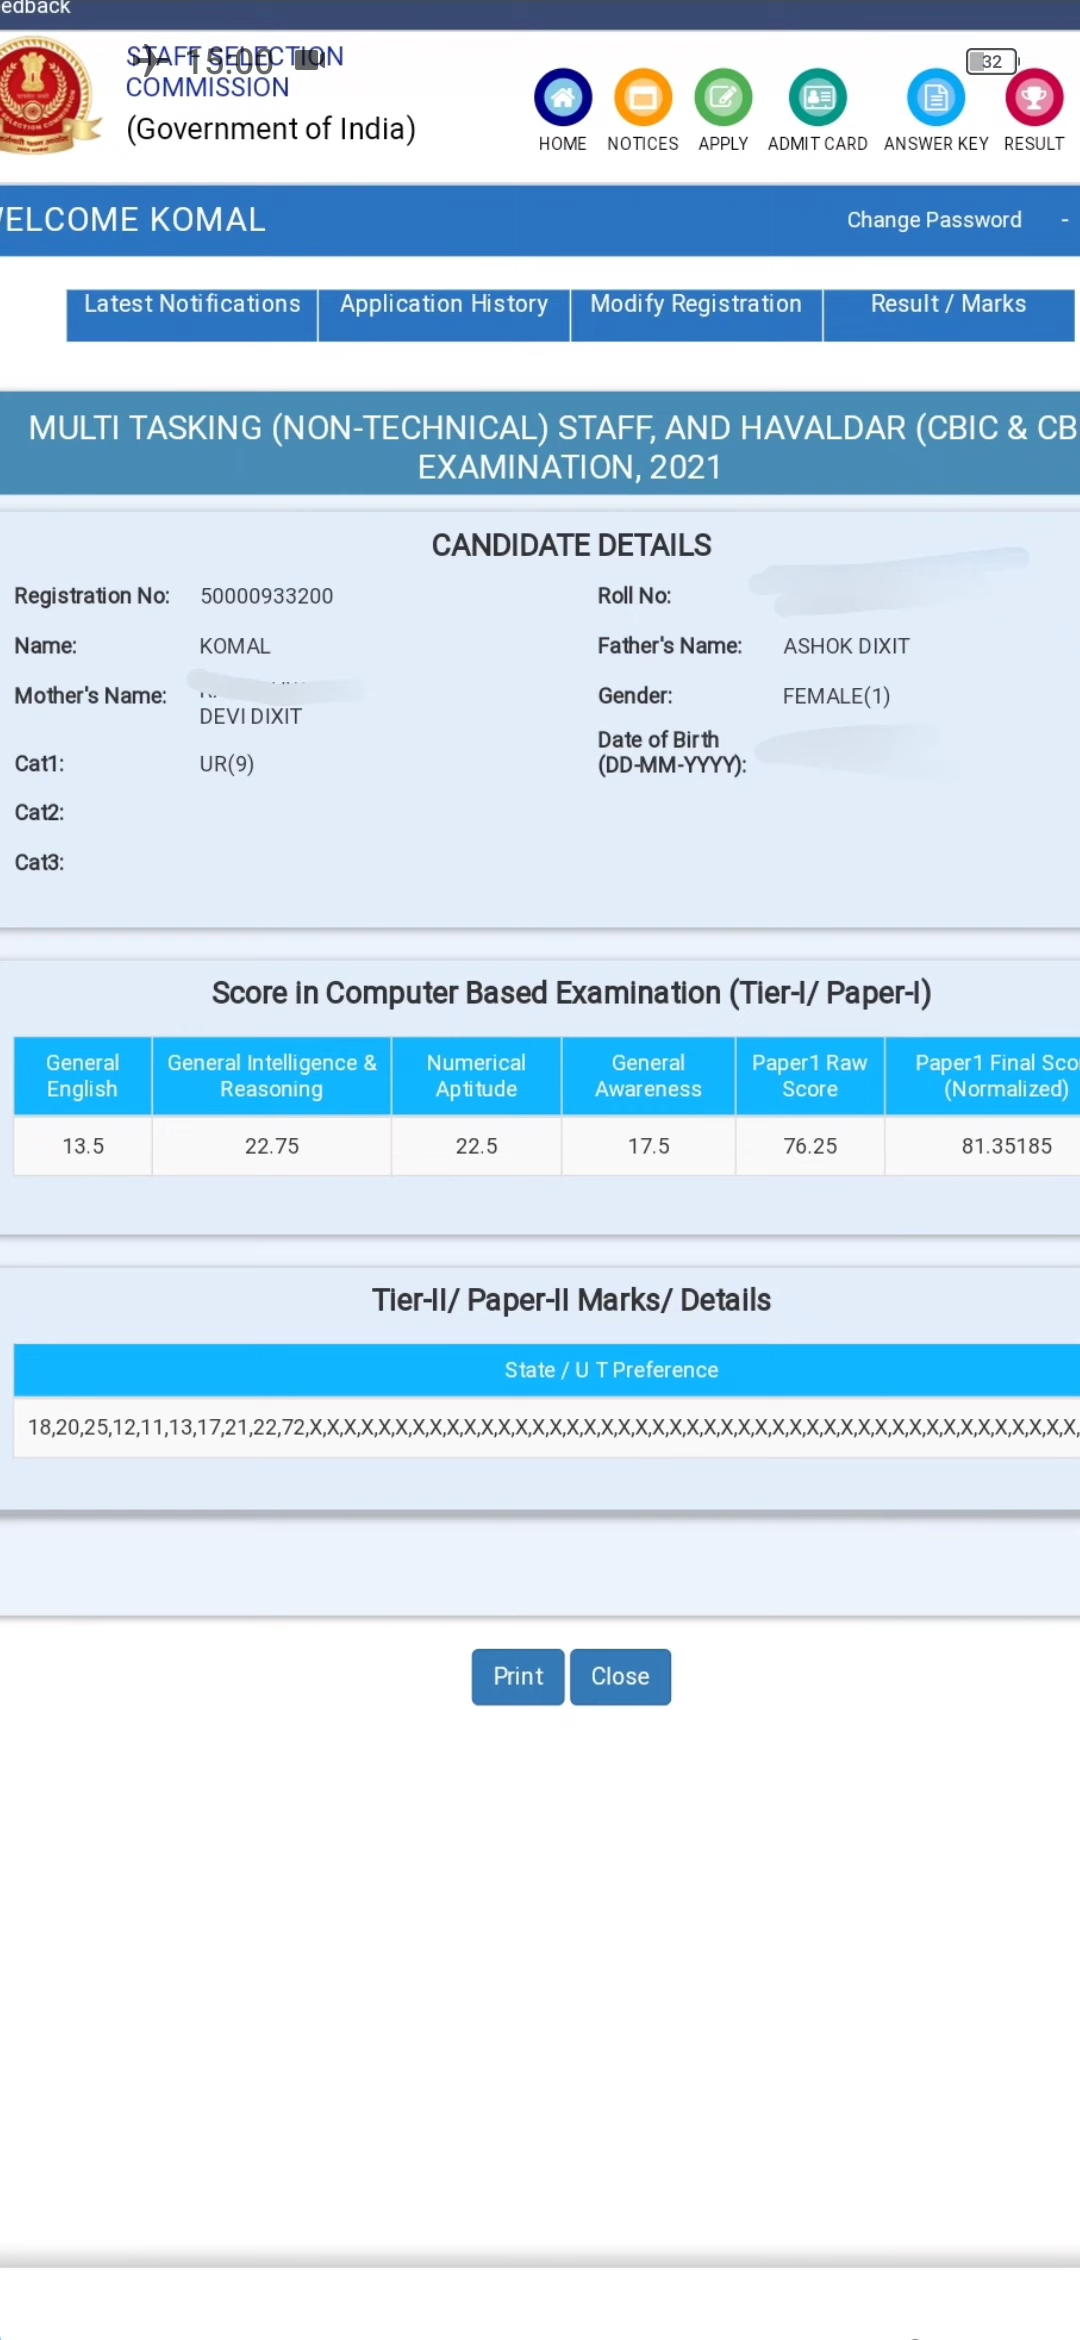 edback
STAFF SELECTION
15:00
32
COMMISSION
(Government of India)
HOME NOTICES APPLY ADMIT CARD ANSWER KEY RESULT
ELCOME KOMAL Change Password -
Latest Notifications Application History Modify Registration Result / Marks
MULTI TASKING (NON-TECHNICAL) STAFF, AND HAVALDAR (CBIC & CB
EXAMINATION, 2021
CANDIDATE DETAILS
Registration No: 50000933200 Roll No:
Name: KOMAL Father's Name: ASHOK DIXIT
Mother's Name: DEVI DIXIT Gender: FEMALE(1)
Cat1: UR(9) Date of Birth
(DD-MM-YYYY):
Cat2:
Cat3:
Score in Computer Based Examination (Tier-I/ Paper-I)
General English General Intelligence & Reasoning Numerical Aptitude General Awareness Paper1 Raw Score Paper1 Final Sco (Normalized)
13.5 22.75 22.5 17.5 76.25 81.35185
Tier-II/ Paper-II Marks/ Details
State / U T Preference
18,20,25,12,11,13,17,21,22,72,X,X,X,X,X,X,X,X,X,X,X,X,X,X,X,X,X,X,X,X,X,X,X,X,X,X,X,X,X,X,X,X,X,X,X,X,X,X,X,X,X,X,X,X,X,
Print Close